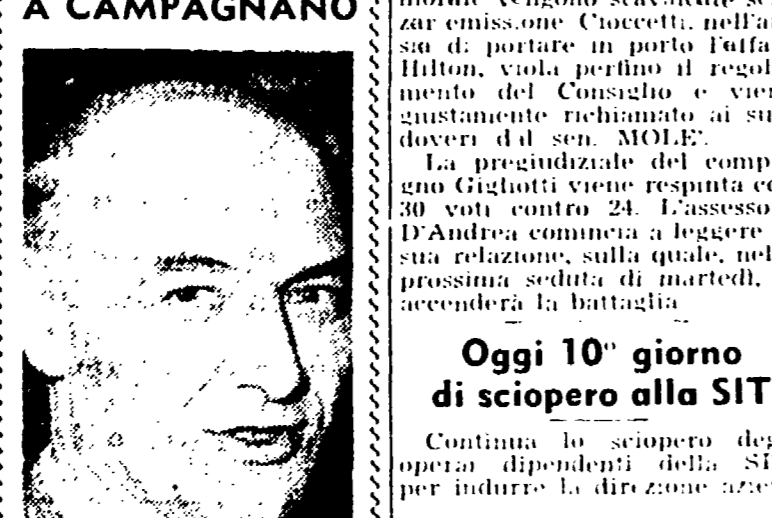 A CAMPAGNANO
zar emissione Cioccetti, nell'a
sia di portare in porto l'affa
Hilton, viola perfino il regol
mento del Consiglio e vien
giustamente richiamato ai su
doveri dal sen. MOLE'.
La pregiudiziale del comp
gno Gigliotti viene respinta co
30 voti contro 24. L'assesso
D'Andrea comincia a leggere
sua relazione, sulla quale, nel
prossima seduta di martedì,
accenderà la battaglia
Oggi 10° giorno
di sciopero alla SIT
Continua lo sciopero deg
operai dipendenti della SI
per indurre la direzione azie